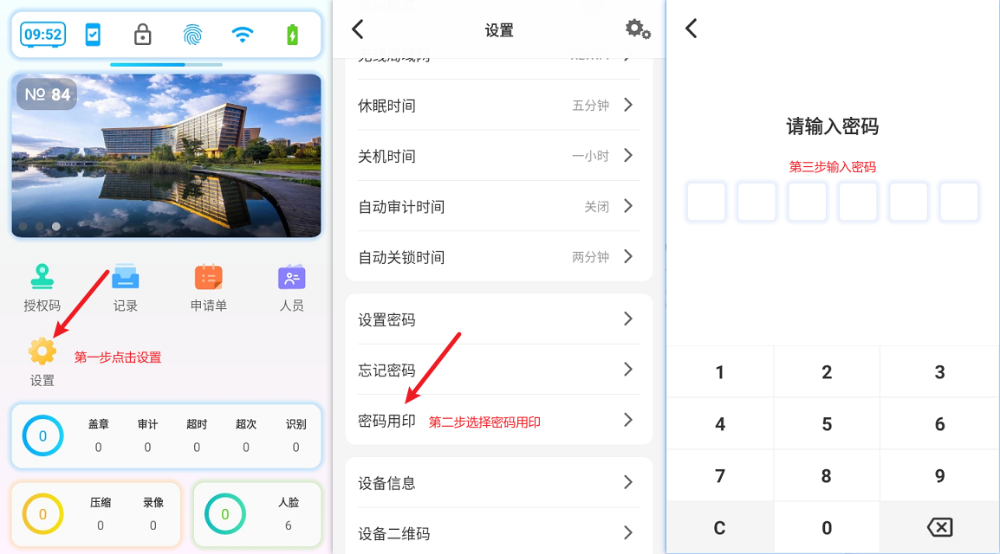 09:52
№ 84
授权码
记录
申请单
人员
第一步点击设置
设置
0
盖章
审计
超时
超次
识别
0
0
0
0
0
0
压缩
录像
0
0
0
人脸
6
设置
休眠时间
五分钟
关机时间
一小时
自动审计时间
关闭
自动关锁时间
两分钟
设置密码
忘记密码
密码用印
第二步选择密码用印
设备信息
设备二维码
请输入密码
第三步输入密码
1
2
3
4
5
6
7
8
9
C
0